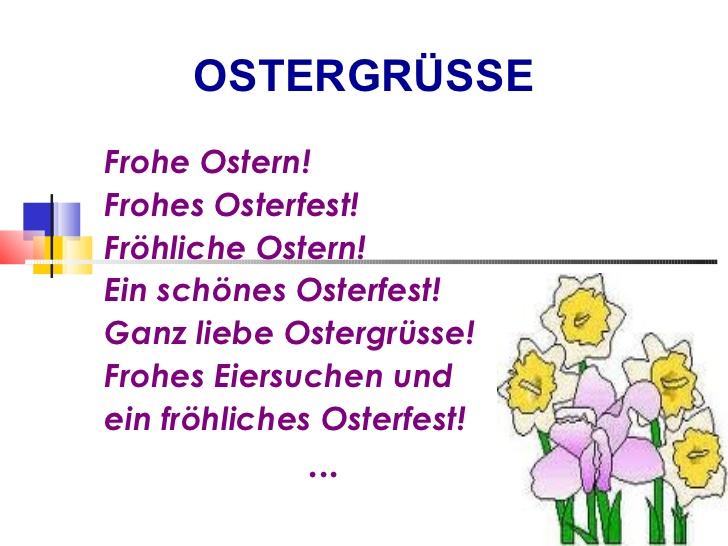 OSTERGRÜSSE
Frohe Ostern!
Frohes Osterfest!
Fröhliche Ostern!
Ein schönes Osterfest!
Ganz liebe Ostergrüsse!
Frohes Eiersuchen und
ein fröhliches Osterfest!
...